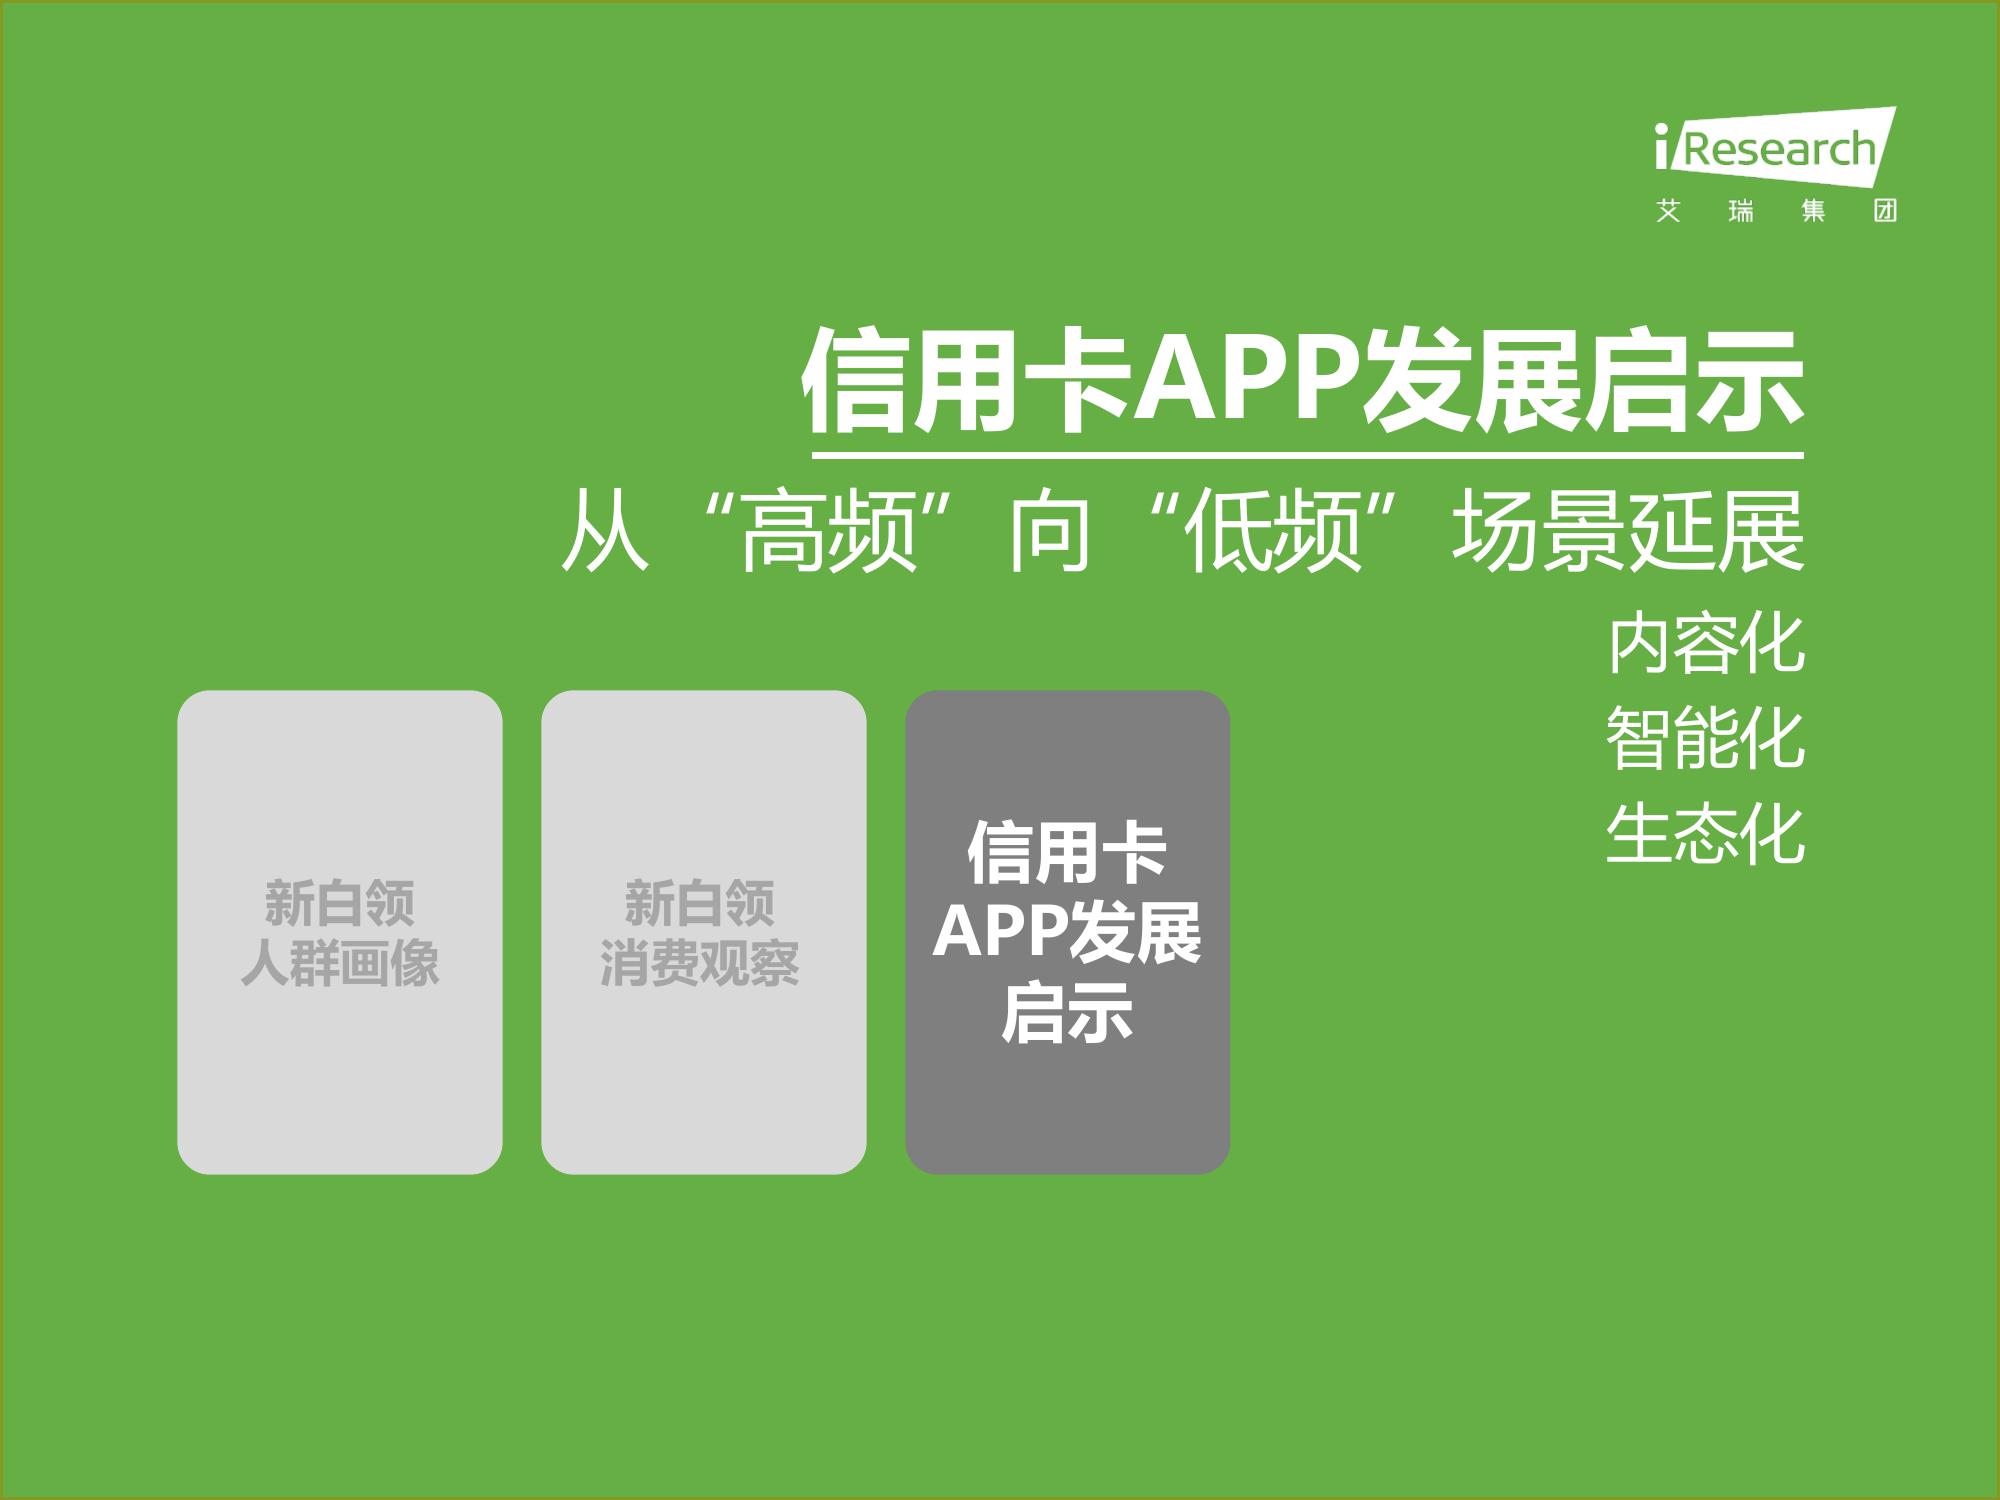 iResearch
艾瑞集团
信用卡APP发展启示
从“高频”向“低频”场景延展
内容化
智能化
生态化
新白领
人群画像
新白领
消费观察
信用卡
APP发展
启示